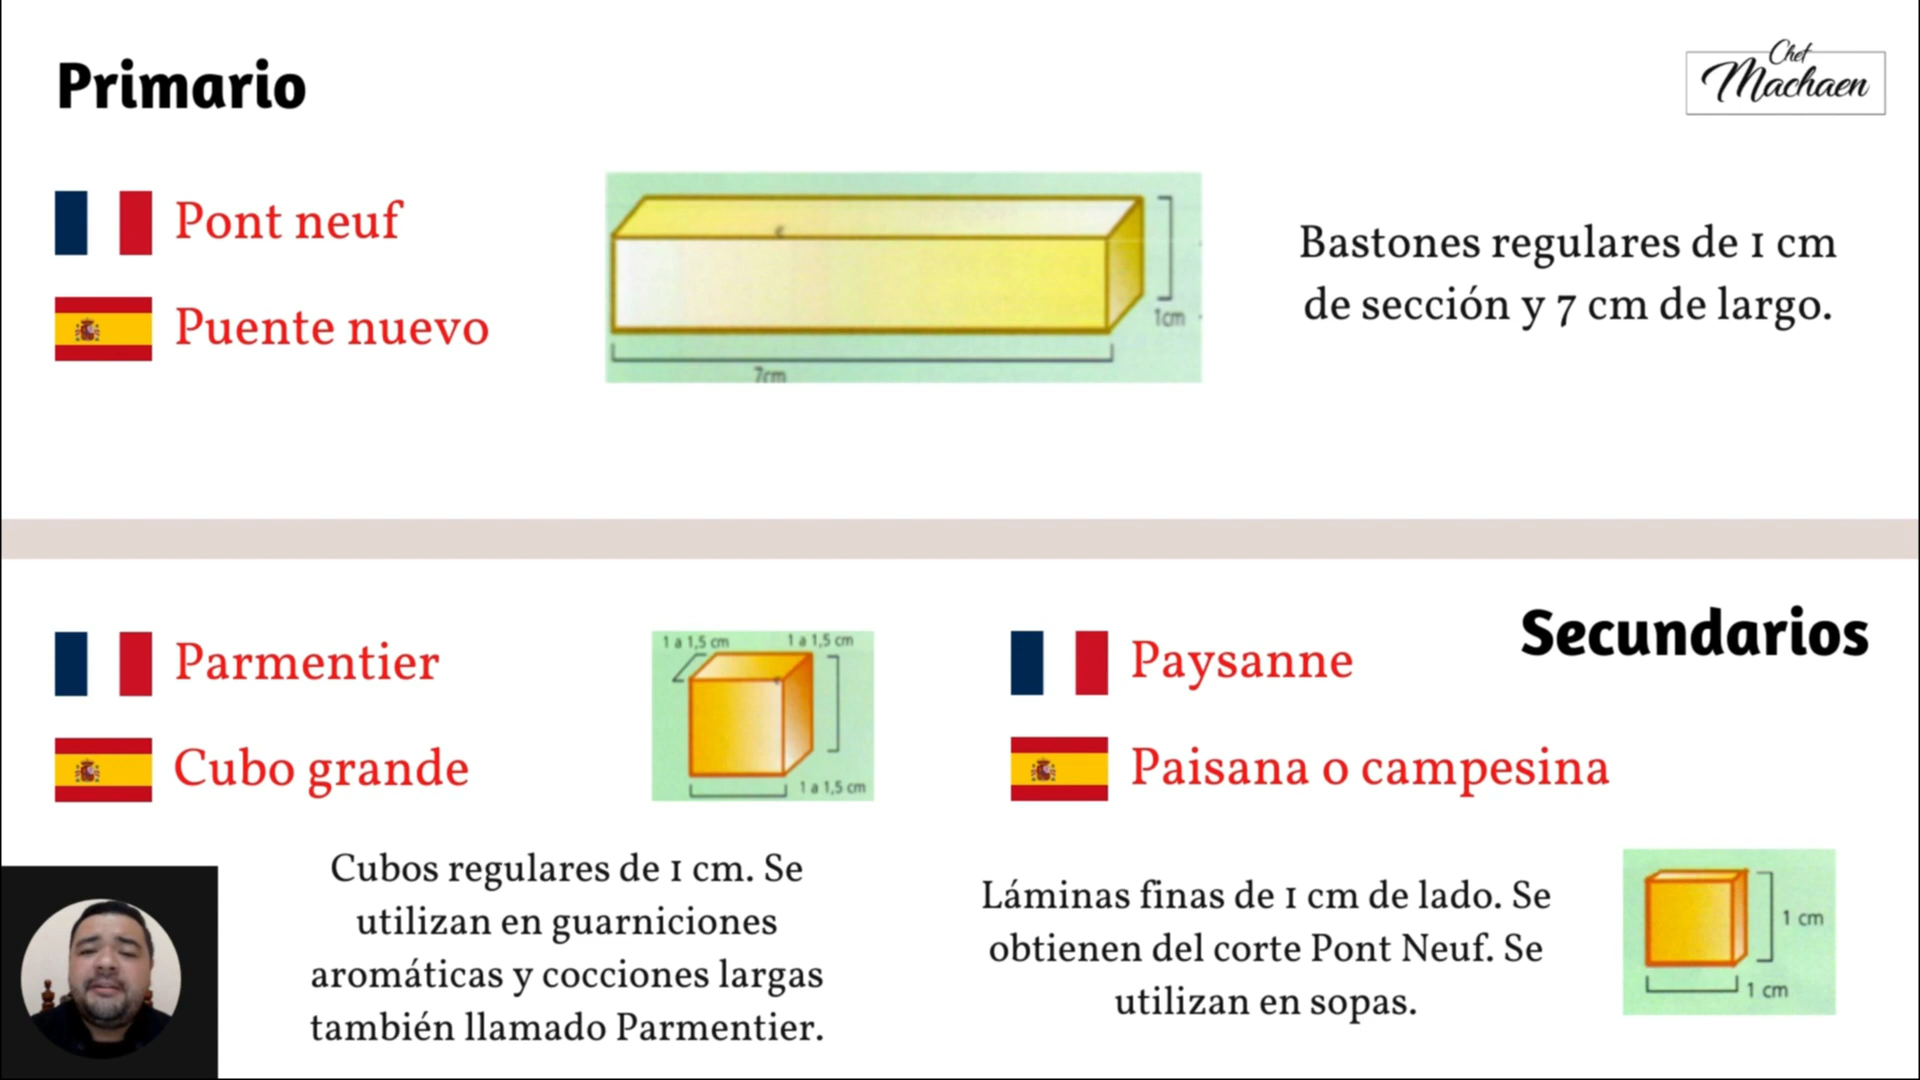 Primario
Chef
Machaen
Pont neuf
Puente nuevo
1cm
7cm
Bastones regulares de 1 cm
de sección y 7 cm de largo.
Secundarios
Parmentier
Cubo grande
1 a 1,5 cm
1 a 1,5 cm
1 a 1,5 cm
Cubos regulares de 1 cm. Se
utilizan en guarniciones
aromáticas y cocciones largas
también llamado Parmentier.
Paysanne
Paisana o campesina
Láminas finas de 1 cm de lado. Se
obtienen del corte Pont Neuf. Se
utilizan en sopas.
1 cm
1 cm